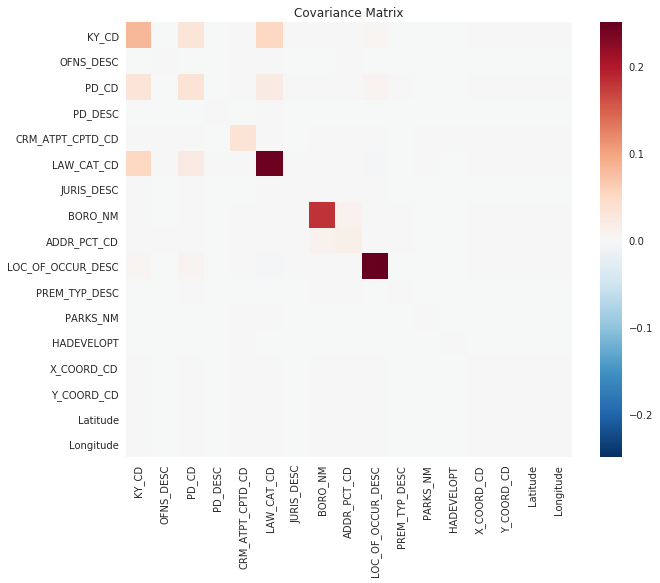 Covariance Matrix
KY_CD
OFNS_DESC
PD_CD
PD_DESC
CRM_ATPT_CPTD_CD
LAW_CAT_CD
JURIS_DESC
BORO_NM
ADDR_PCT_CD
LOC_OF_OCCUR_DESC
PREM_TYP_DESC
PARKS_NM
HADEVELOPT
X_COORD_CD
Y_COORD_CD
Latitude
Longitude
KY_CD
OFNS_DESC
PD_CD
PD_DESC
CRM_ATPT_CPTD_CD
LAW_CAT_CD
JURIS_DESC
BORO_NM
ADDR_PCT_CD
LOC_OF_OCCUR_DESC
PREM_TYP_DESC
PARKS_NM
HADEVELOPT
X_COORD_CD
Y_COORD_CD
Latitude
Longitude
0.2
0.1
0.0
−0.1
−0.2